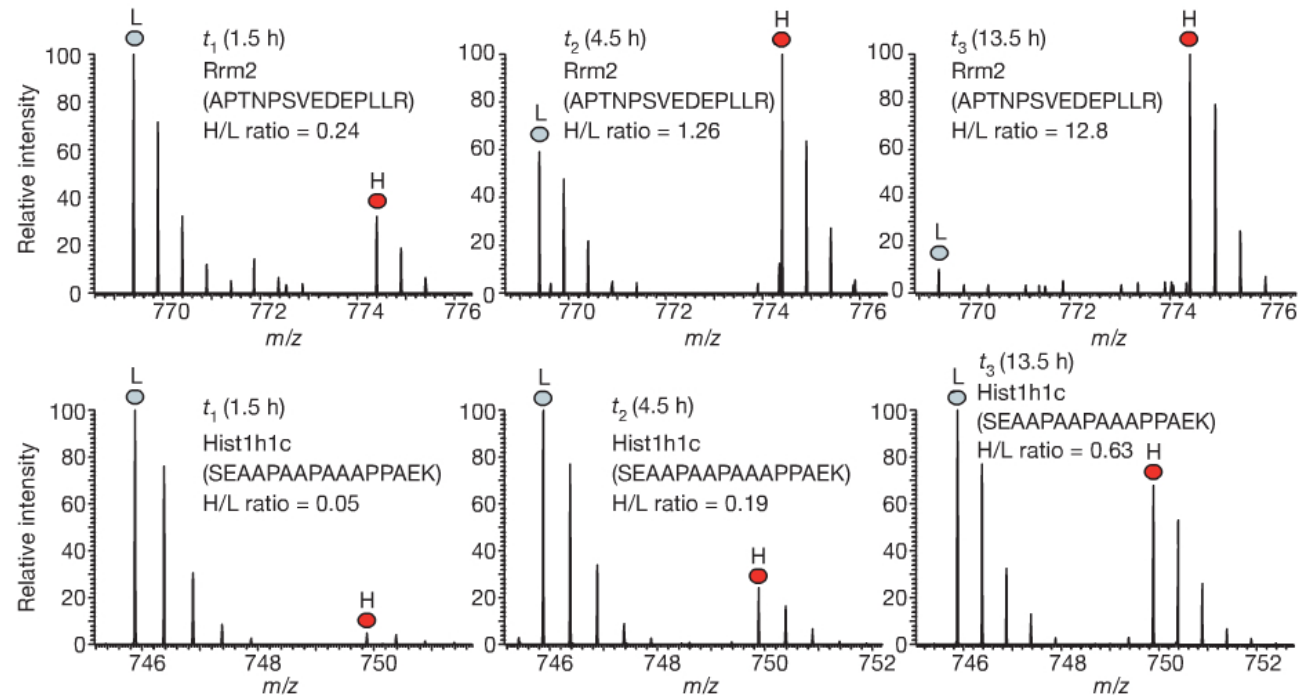 L
t1 (1.5 h)
Rrm2
(APTNPSVEDEPLLR)
H/L ratio = 0.24
H
Relative intensity
100
80
60
40
20
0
770
772
774
776
m/z
t2 (4.5 h)
Rrm2
(APTNPSVEDEPLLR)
H/L ratio = 1.26
L
H
100
80
60
40
20
0
770
772
774
776
m/z
t3 (13.5 h)
Rrm2
(APTNPSVEDEPLLR)
H/L ratio = 12.8
L
H
100
80
60
40
20
0
770
772
774
776
m/z
L
t1 (1.5 h)
Hist1h1c
(SEAAPAAPAAAPPAEK)
H/L ratio = 0.05
H
Relative intensity
100
80
60
40
20
0
746
748
750
m/z
L
t2 (4.5 h)
Hist1h1c
(SEAAPAAPAAAPPAEK)
H/L ratio = 0.19
H
100
80
60
40
20
0
746
748
750
752
m/z
L
t3 (13.5 h)
Hist1h1c
(SEAAPAAPAAAPPAEK)
H/L ratio = 0.63
H
100
80
60
40
20
0
746
748
750
752
m/z